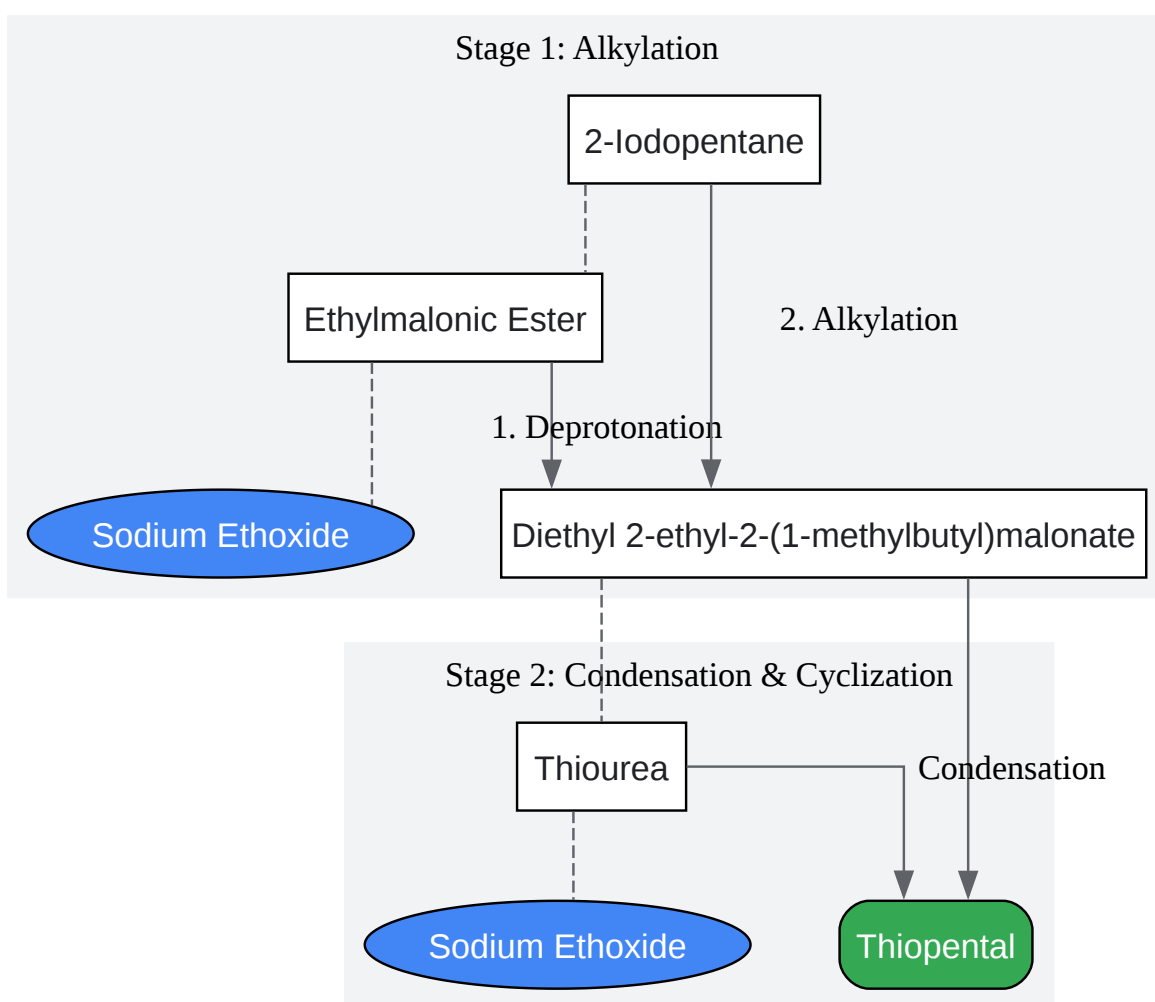 Stage 1: Alkylation
2-Iodopentane
Ethylmalonic Ester
2. Alkylation
1. Deprotonation
Sodium Ethoxide
Diethyl 2-ethyl-2-(1-methylbutyl)malonate
Stage 2: Condensation & Cyclization
Thiourea
Condensation
Sodium Ethoxide
Thiopental